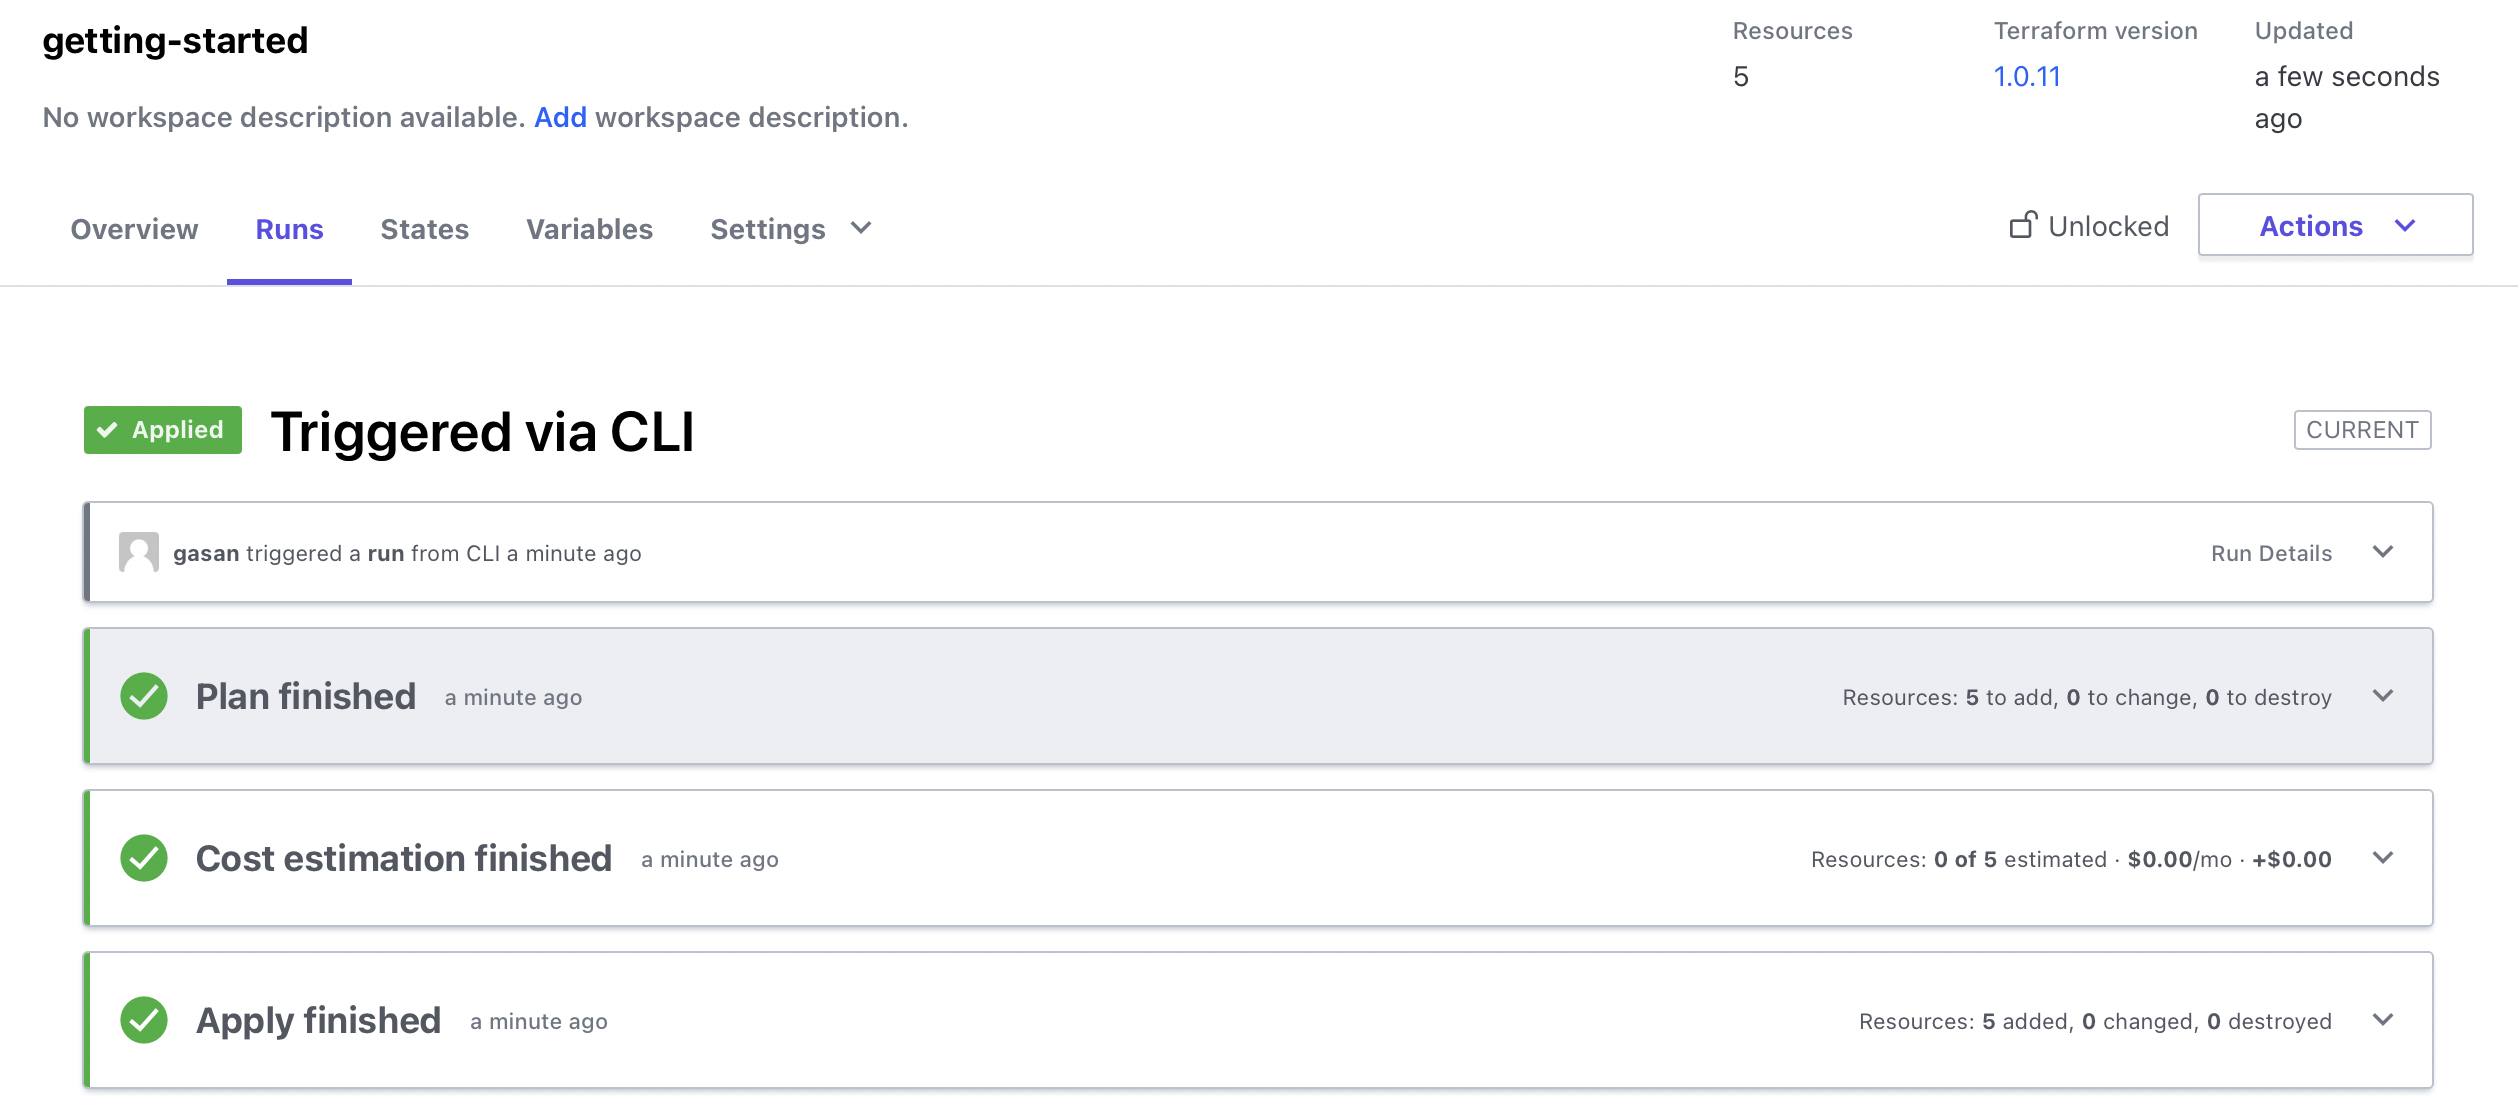 getting-started
No workspace description available. Add workspace description.
Resources
5
Terraform version
1.0.11
Updated
a few seconds
ago
Overview
Runs
States
Variables
Settings
Unlocked
Actions
Applied
Triggered via CLI
CURRENT
gasan triggered a run from CLI a minute ago
Run Details
Plan finished
a minute ago
Resources: 5 to add, 0 to change, 0 to destroy
Cost estimation finished
a minute ago
Resources: 0 of 5 estimated · $0.00/mo · +$0.00
Apply finished
a minute ago
Resources: 5 added, 0 changed, 0 destroyed